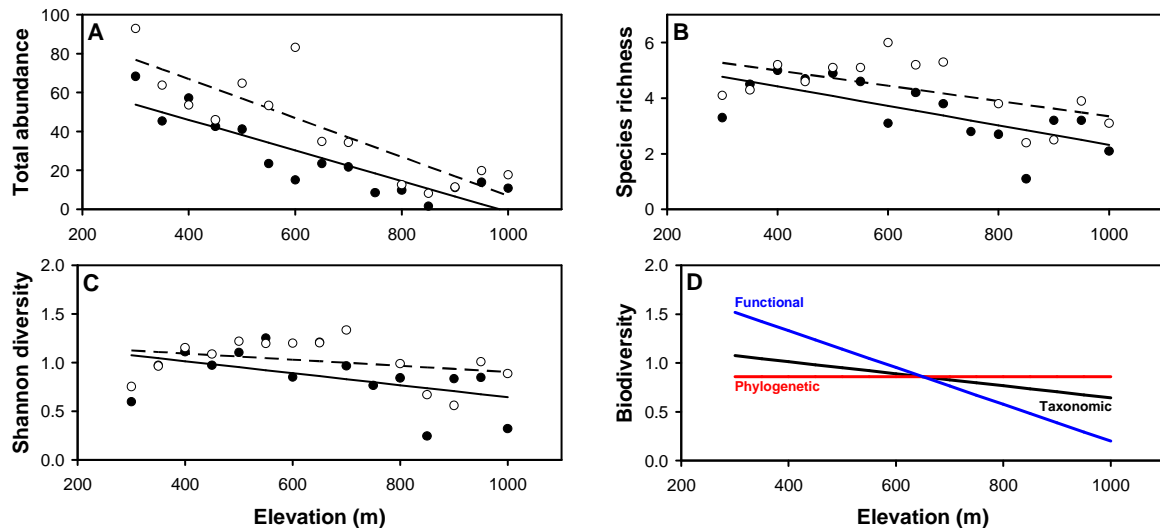 A
Total abundance
100
80
60
40
20
0
200 400 600 800 1000
B
Species richness
6
4
2
0
200 400 600 800 1000
C
Shannon diversity
2.0
1.5
1.0
0.5
0.0
200 400 600 800 1000
Elevation (m)
D
Biodiversity
2.0
1.5
1.0
0.5
0.0
Functional
Phylogenetic
Taxonomic
200 400 600 800 1000
Elevation (m)